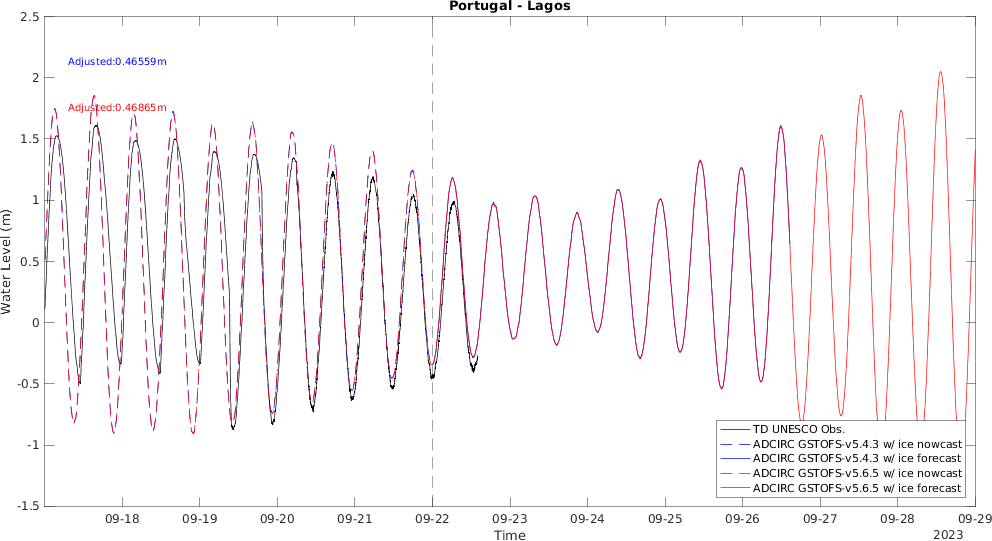 Portugal - Lagos
2.5
2
1.5
1
0.5
0
-0.5
-1
-1.5
Water Level (m)
Adjusted:0.46559m
Adjusted:0.46865m
TD UNESCO Obs.
ADCIRC GSTOFS-v5.4.3 w/ ice nowcast
ADCIRC GSTOFS-v5.4.3 w/ ice forecast
ADCIRC GSTOFS-v5.6.5 w/ ice nowcast
ADCIRC GSTOFS-v5.6.5 w/ ice forecast
09-18 09-19 09-20 09-21 09-22 09-23 09-24 09-25 09-26 09-27 09-28 09-29
Time
2023